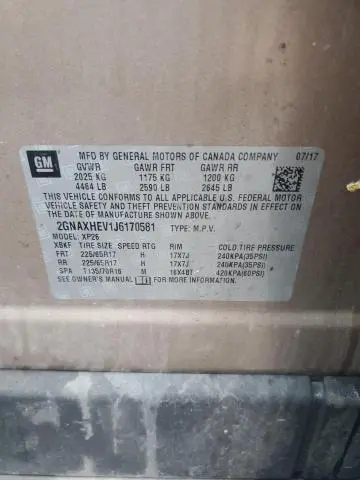 GM
MFD BY GENERAL MOTORS OF CANADA COMPANY 07/17
GVWR GAWR FRT GAWR RR
2025 KG 1175 KG 1200 KG
4464 LB 2590 LB 2645 LB
THIS VEHICLE CONFORMS TO ALL APPLICABLE U.S. FEDERAL MOTOR
VEHICLE SAFETY AND THEFT PREVENTION STANDARDS IN EFFECT ON
THE DATE OF MANUFACTURE SHOWN ABOVE.
2GNAXHEV1J6170581 TYPE: M.P.V.
MODEL: XP26
XBKF TIRE SIZE SPEED RTG RIM COLD TIRE PRESSURE
FRT 225/65R17 H 17X7J 240KPA(35PSI)
RR 225/65R17 H 17X7J 240KPA(35PSI)
SPA T135/70R16 M 16X4BT 420KPA(60PSI)
SEE OWNER'S MANUAL FOR MORE INFORMATION.